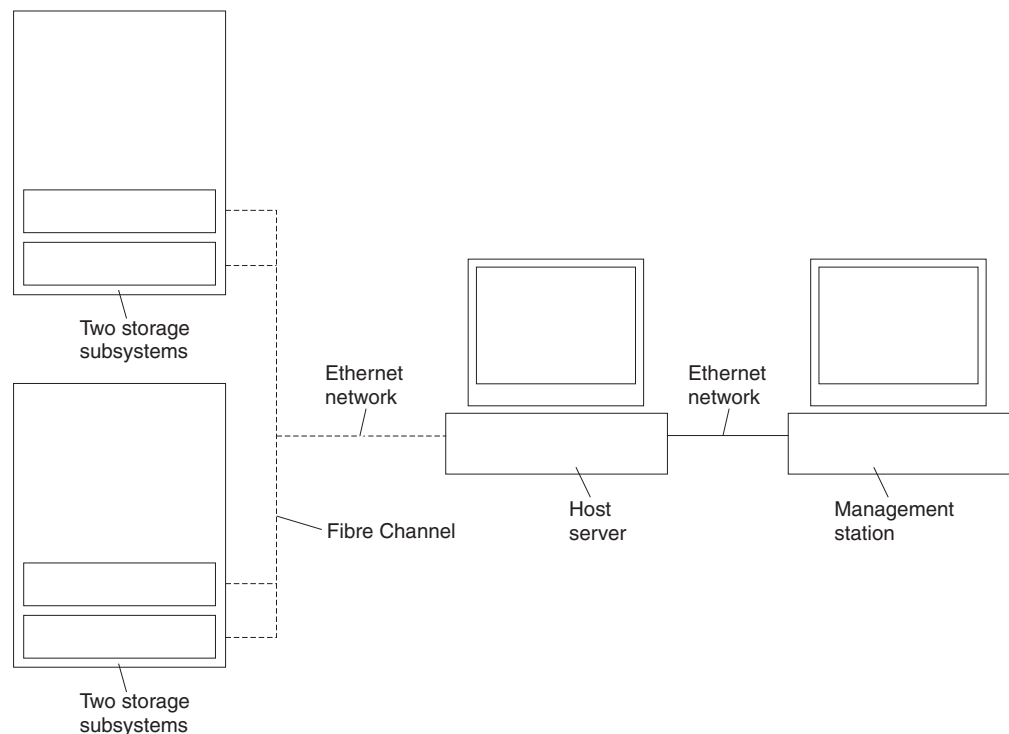 Two storage
subsystems
Ethernet
network
Ethernet
network
Host
server
Management
station
Fibre Channel
Two storage
subsystems